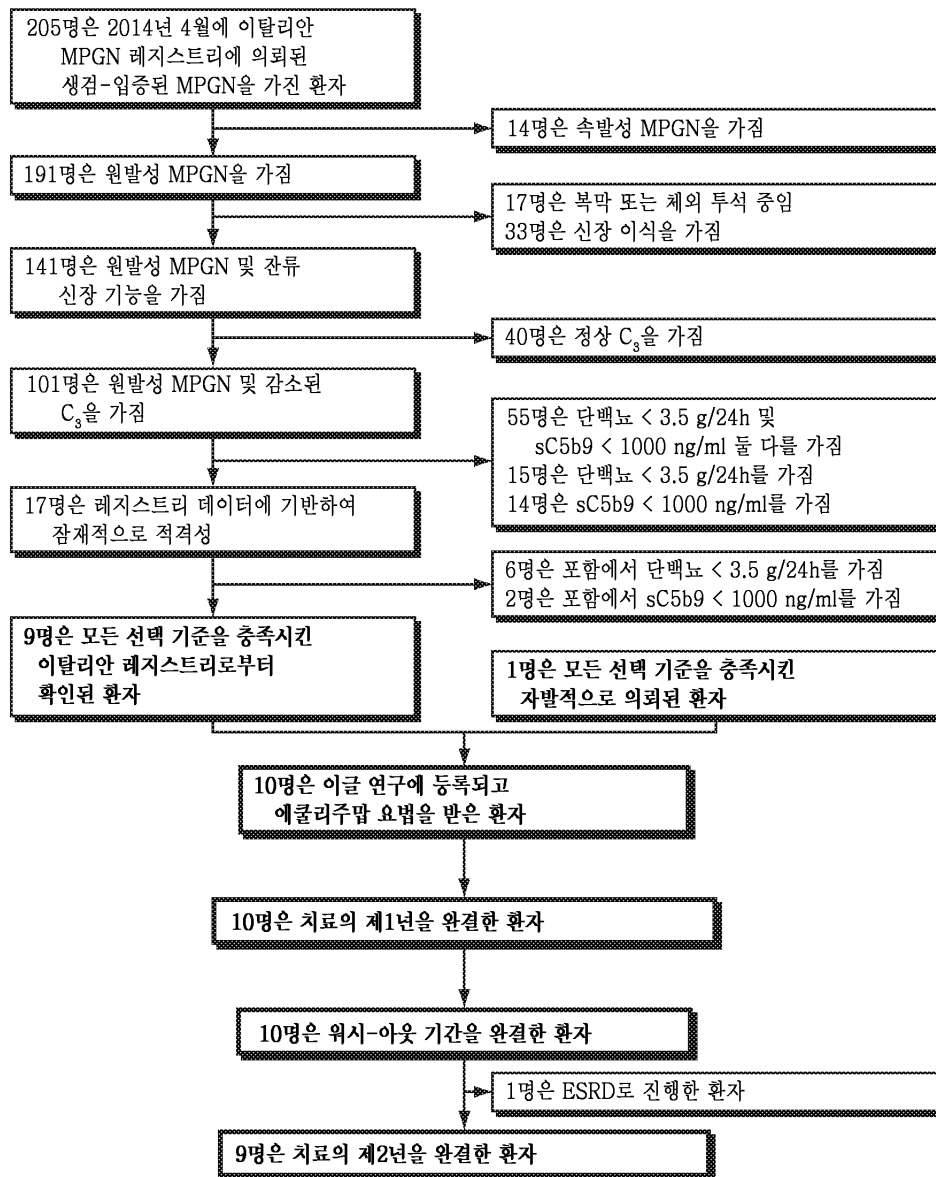 205명은 2014년 4월에 이탈리안
MPGN 레지스트리에 의뢰된
생검-입증된 MPGN을 가진 환자
14명은 속발성 MPGN을 가짐
191명은 원발성 MPGN을 가짐
17명은 복막 또는 체외 투석 중임
33명은 신장 이식을 가짐
141명은 원발성 MPGN 및 잔류
신장 기능을 가짐
40명은 정상 C₃을 가짐
101명은 원발성 MPGN 및 감소된
C₃을 가짐
55명은 단백뇨 < 3.5 g/24h 및
sC5b9 < 1000 ng/ml 둘 다를 가짐
15명은 단백뇨 < 3.5 g/24h를 가짐
14명은 sC5b9 < 1000 ng/ml를 가짐
17명은 레지스트리 데이터에 기반하여
잠재적으로 적격성
6명은 포함에서 단백뇨 < 3.5 g/24h를 가짐
2명은 포함에서 sC5b9 < 1000 ng/ml를 가짐
9명은 모든 선택 기준을 충족시킨
이탈리안 레지스트리로부터
확인된 환자
1명은 모든 선택 기준을 충족시킨
자발적으로 의뢰된 환자
10명은 이글 연구에 등록되고
에쿨리주맙 요법을 받은 환자
10명은 치료의 제1년을 완결한 환자
10명은 워시-아웃 기간을 완결한 환자
1명은 ESRD로 진행한 환자
9명은 치료의 제2년을 완결한 환자